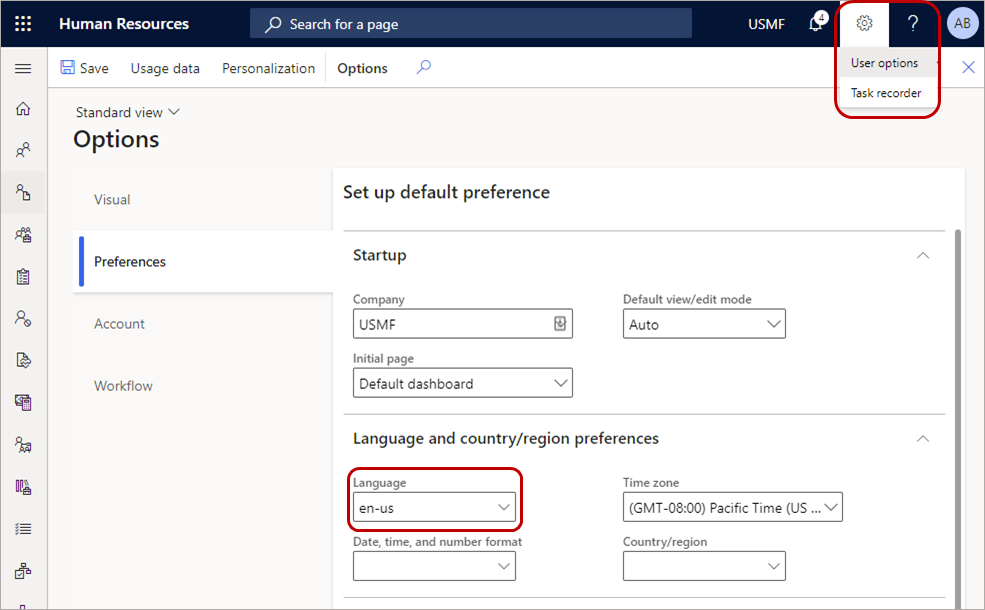 Human Resources
Search for a page
USMF
4
?
AB
Save
Usage data
Personalization
Options
User options
Task recorder
Standard view
Options
Visual
Preferences
Account
Workflow
Set up default preference
Startup
Company
Default view/edit mode
USMF
Auto
Initial page
Default dashboard
Language and country/region preferences
Language
Time zone
en-us
(GMT-08:00) Pacific Time (US ...
Date, time, and number format
Country/region